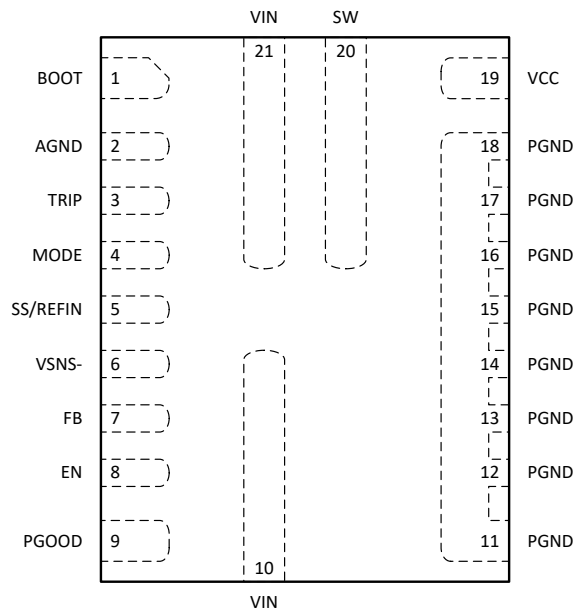 VIN SW
21 20
BOOT 1 19 VCC
AGND 2 18 PGND
TRIP 3 17 PGND
MODE 4 16 PGND
SS/REFIN 5 15 PGND
VSNS- 6 14 PGND
FB 7 13 PGND
EN 8 12 PGND
PGOOD 9 11 PGND
10
VIN